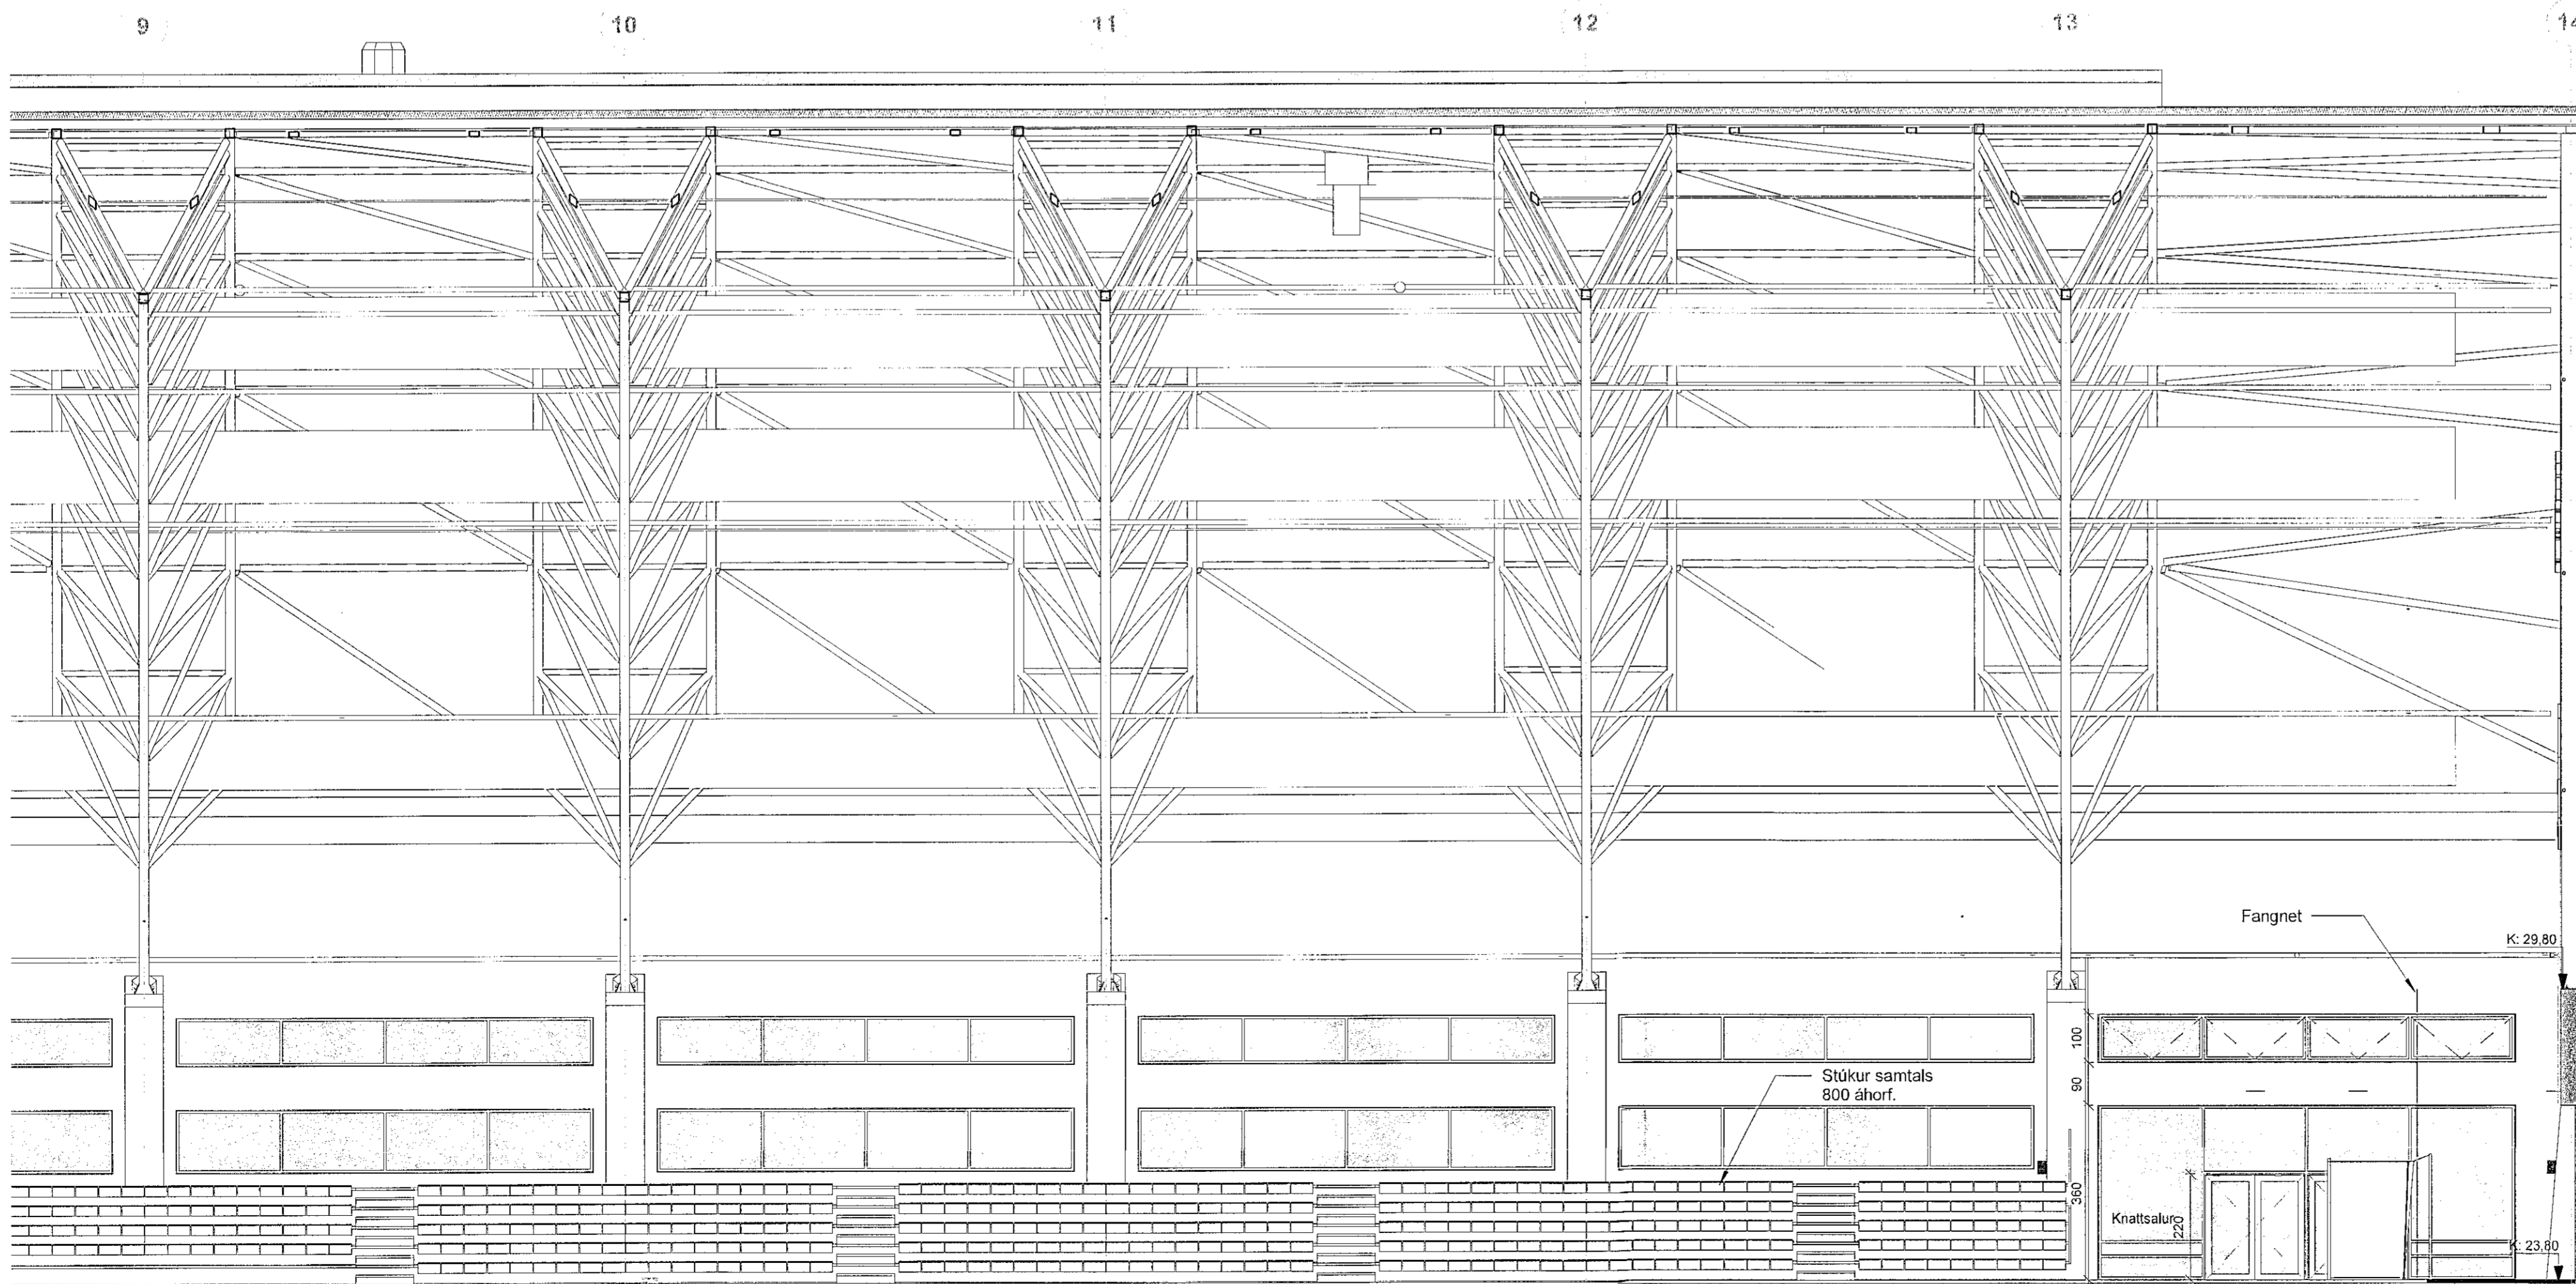 9
10
11
12
13
14
Fangnet
K: 29,80
100
90
Stúkur samtals
800 áhorf.
360
Knattsalur
220
K: 23,80